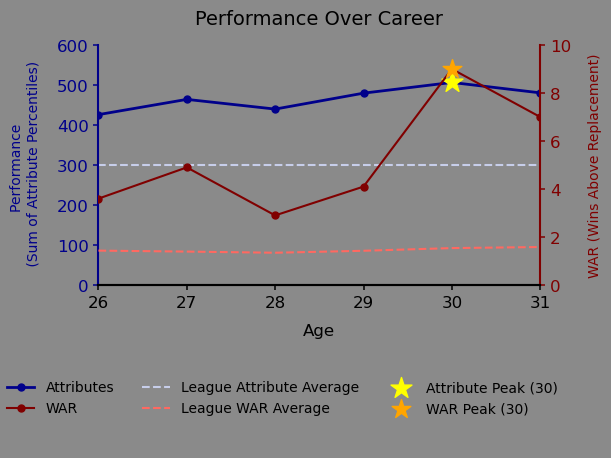 Performance Over Career
Performance
(Sum of Attribute Percentiles)
600
500
400
300
200
100
0
10
8
6
4
2
0
WAR (Wins Above Replacement)
26 27 28 29 30 31
Age
Attributes League Attribute Average Attribute Peak (30)
WAR League WAR Average WAR Peak (30)